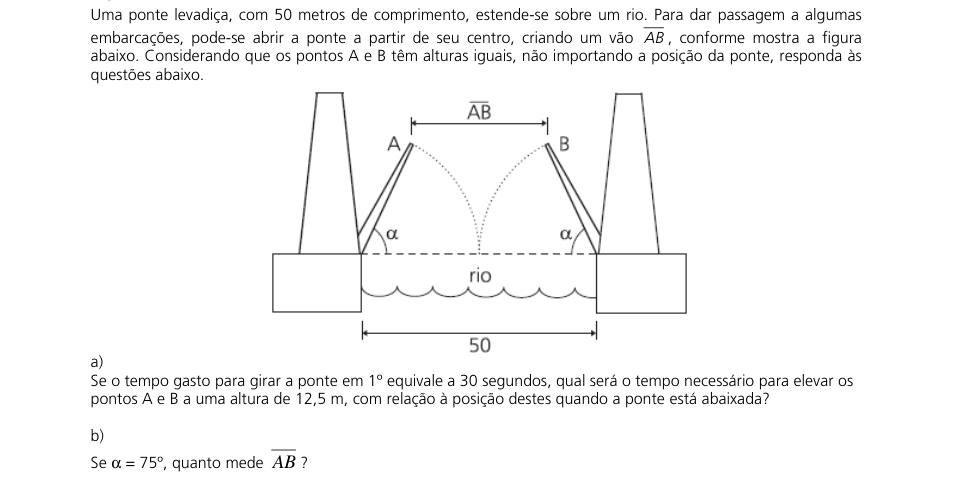 Uma ponte levadiça, com 50 metros de comprimento, estende-se sobre um rio. Para dar passagem a algumas
embarcações, pode-se abrir a ponte a partir de seu centro, criando um vão AB, conforme mostra a figura
abaixo. Considerando que os pontos A e B têm alturas iguais, não importando a posição da ponte, responda às
questões abaixo.
AB
A B
α α
rio
50
a)
Se o tempo gasto para girar a ponte em 1º equivale a 30 segundos, qual será o tempo necessário para elevar os
pontos A e B a uma altura de 12,5 m, com relação à posição destes quando a ponte está abaixada?
b)
Se α = 75º, quanto mede AB ?